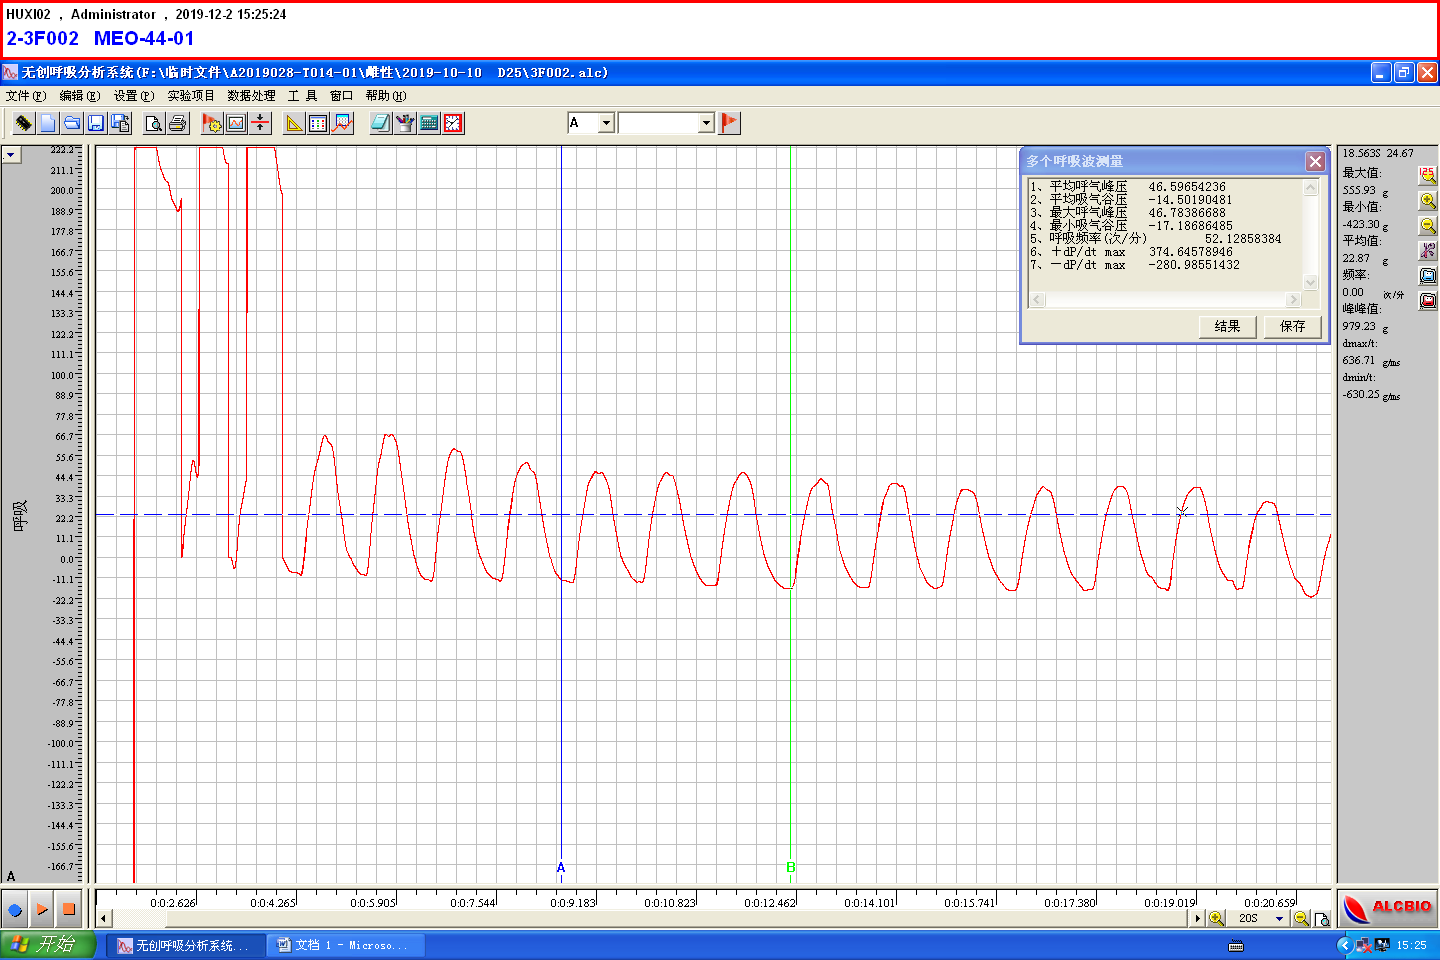 HUXI02 , Administrator , 2019-12-2 15:25:24
2-3F002 MEO-44-01
无创呼吸分析系统(F:\临时文件\A2019028-T014-01\雌性\2019-10-10 D25\3F002.alc)
文件(F) 编辑(E) 设置(P) 实验项目 数据处理 工 具 窗口 帮助(H)
A
222.2
211.1
200.0
188.9
177.8
166.7
155.6
144.4
133.3
122.2
111.1
100.0
88.9
77.8
66.7
55.6
44.4
33.3
22.2
11.1
0.0
-11.1
-22.2
-33.3
-44.4
-55.6
-66.7
-77.8
-88.9
-100.0
-111.1
-122.2
-133.3
-144.4
-155.6
-166.7
呼吸
A
A
B
多个呼吸波测量
1、平均呼气峰压 46.59654236
2、平均吸气谷压 -14.50190481
3、最大呼气峰压 46.78386688
4、最小吸气谷压 -17.18686485
5、呼吸频率(次/分) 52.12858384
6、＋dP/dt max 374.64578946
7、－dP/dt max -280.98551432
结果 保存
18.563S 24.67
最大值:
555.93 g
最小值:
-423.30 g
平均值:
22.87 g
频率:
0.00 次/分
峰峰值:
979.23 g
dmax/t:
636.71 g/ms
dmin/t:
-630.25 g/ms
125
0:0:2.626 0:0:4.265 0:0:5.905 0:0:7.544 0:0:9.183 0:0:10.823 0:0:12.462 0:0:14.101 0:0:15.741 0:0:17.380 0:0:19.019 0:0:20.659
20S
ALCBIO
开始 无创呼吸分析系统... 文档 1 - Microso... 15:25